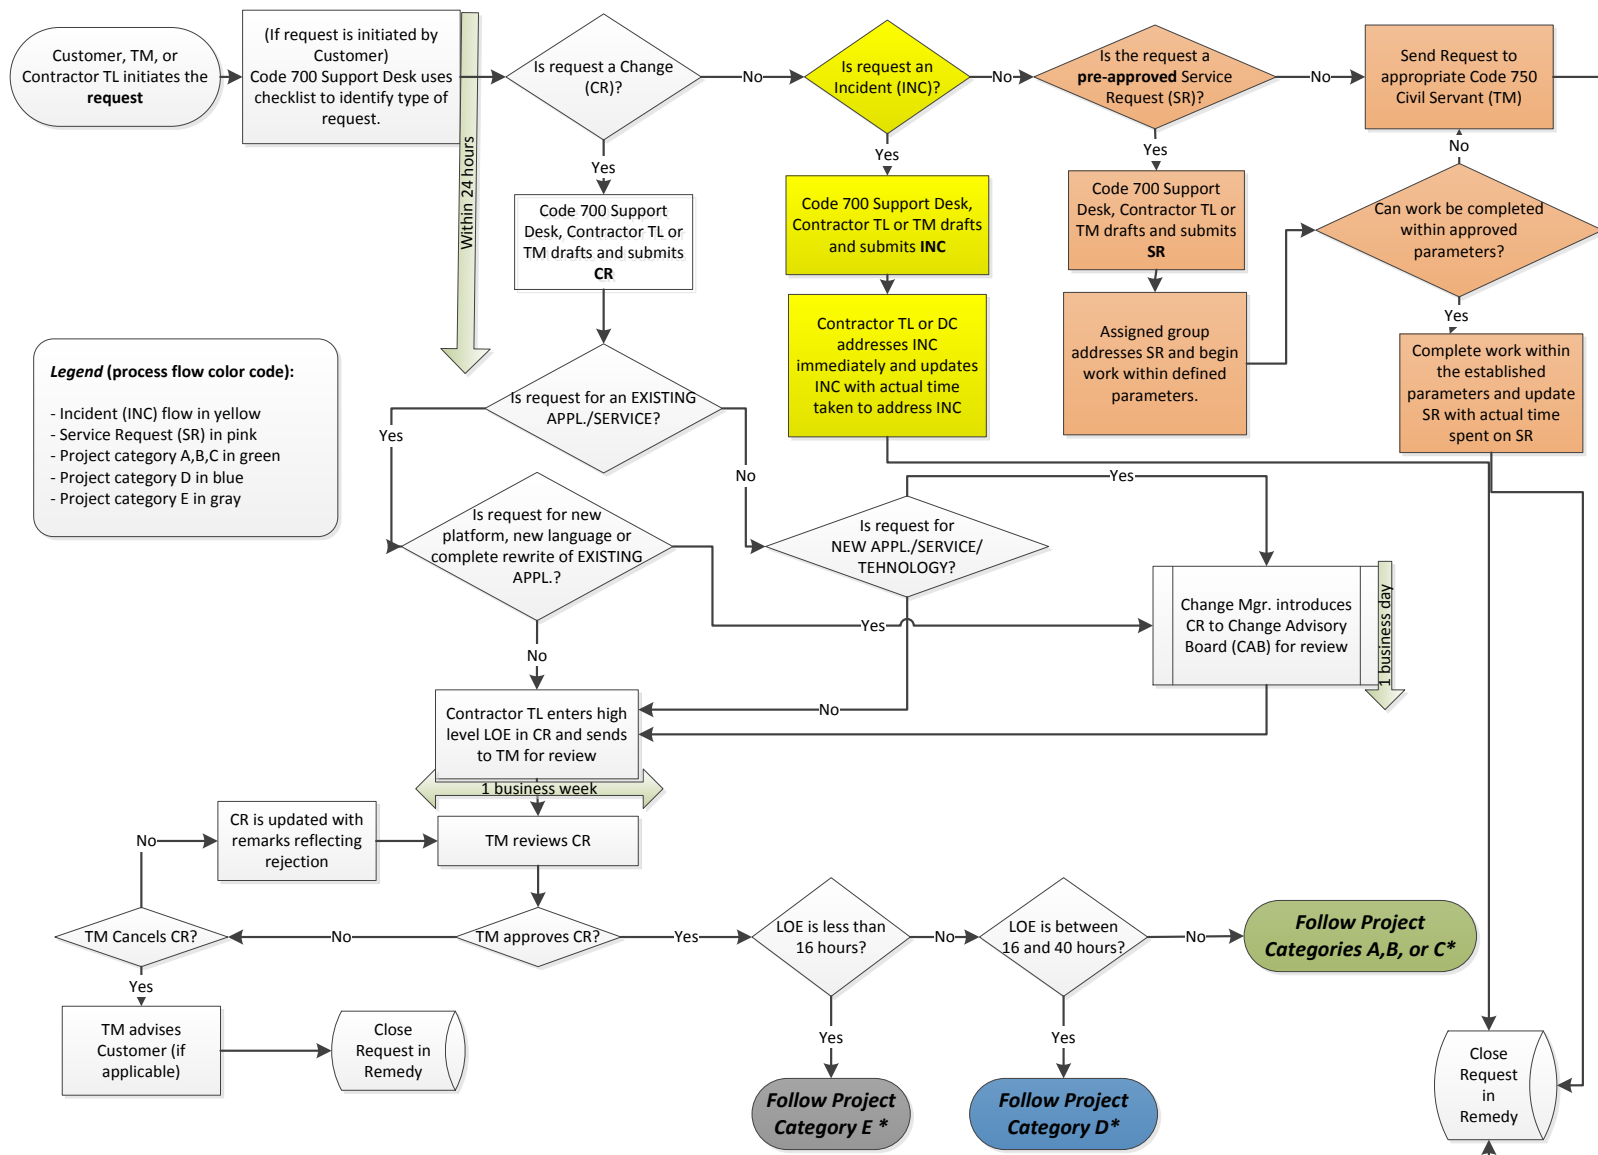 Customer, TM, or
Contractor TL initiates the
request
(If request is initiated by
Customer)
Code 700 Support Desk uses
checklist to identify type of
request.
Within 24 hours
Is request a Change
(CR)?
No
Is request an
Incident (INC)?
No
Is the request a
pre-approved Service
Request (SR)?
No
Send Request to
appropriate Code 750
Civil Servant (TM)
Yes
Yes
Yes
No
Code 700 Support
Desk, Contractor TL or
TM drafts and submits
CR
Code 700 Support Desk,
Contractor TL or TM drafts
and submits INC
Code 700 Support
Desk, Contractor TL or
TM drafts and submits
SR
Can work be completed
within approved
parameters?
Yes
Contractor TL or DC
addresses INC
immediately and updates
INC with actual time
taken to address INC
Assigned group
addresses SR and begin
work within defined
parameters.
Complete work within
the established
parameters and update
SR with actual time
spent on SR
Legend (process flow color code):
- Incident (INC) flow in yellow
- Service Request (SR) in pink
- Project category A,B,C in green
- Project category D in blue
- Project category E in gray
Is request for an EXISTING
APPL./SERVICE?
Yes
No
Is request for new
platform, new language or
complete rewrite of EXISTING
APPL.?
Is request for
NEW APPL./SERVICE/
TEHNOLOGY?
Yes
Yes
No
No
Change Mgr. introduces
CR to Change Advisory
Board (CAB) for review
1 business day
Contractor TL enters high
level LOE in CR and sends
to TM for review
1 business week
CR is updated with
remarks reflecting
rejection
No
TM reviews CR
TM Cancels CR?
No
TM approves CR?
Yes
LOE is less than
16 hours?
No
LOE is between
16 and 40 hours?
No
Follow Project
Categories A,B, or C*
Yes
Yes
Yes
TM advises
Customer (if
applicable)
Close
Request in
Remedy
Follow Project
Category E *
Follow Project
Category D*
Close
Request
in
Remedy